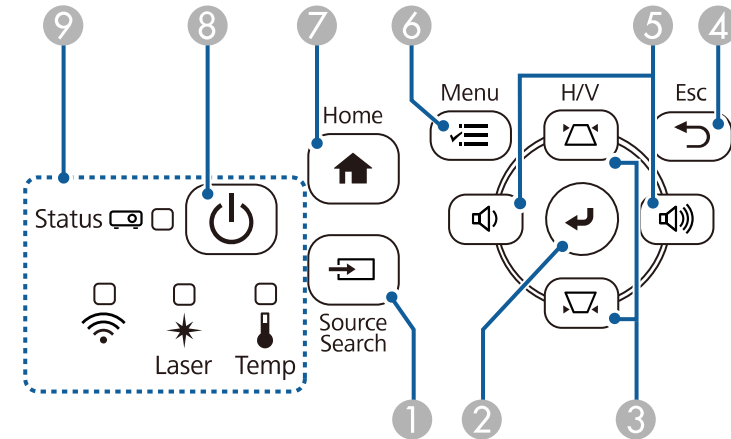 9 8 7 6 5 4
Menu H/V Esc
Home
Status
Source
Search
Laser Temp
1 2 3